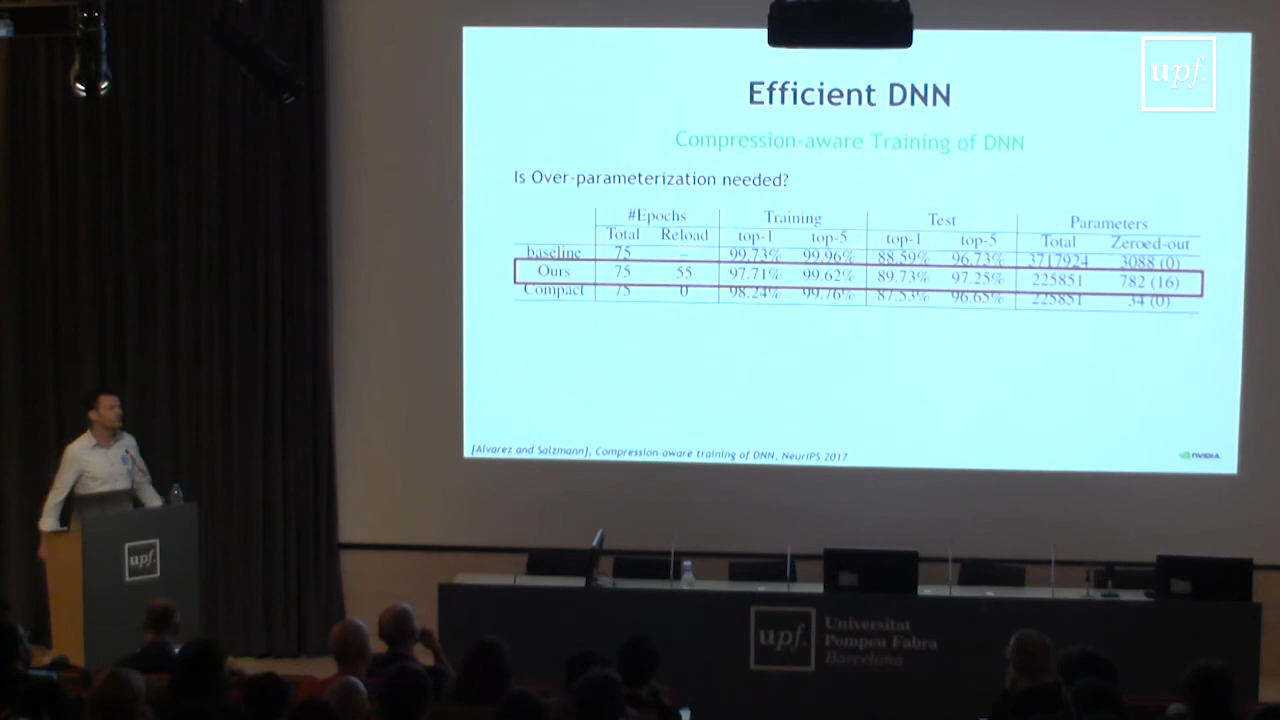 upf.
Efficient DNN
Compression-aware Training of DNN
Is Over-parameterization needed?
#Epochs Training Test Parameters
Total Reload top-1 top-5 top-1 top-5 Total Zeroed-out
baseline 75 – 99.73% 99.96% 88.59% 96.73% 3717924 3088 (0)
Ours 75 55 97.71% 99.62% 89.73% 97.25% 225851 782 (16)
Compact 75 0 98.24% 99.76% 87.53% 96.65% 225851 34 (0)
[Alvarez and Salzmann], Compression-aware training of DNN, NeurIPS 2017
NVIDIA
upf.
upf.
Universitat
Pompeu Fabra
Barcelona